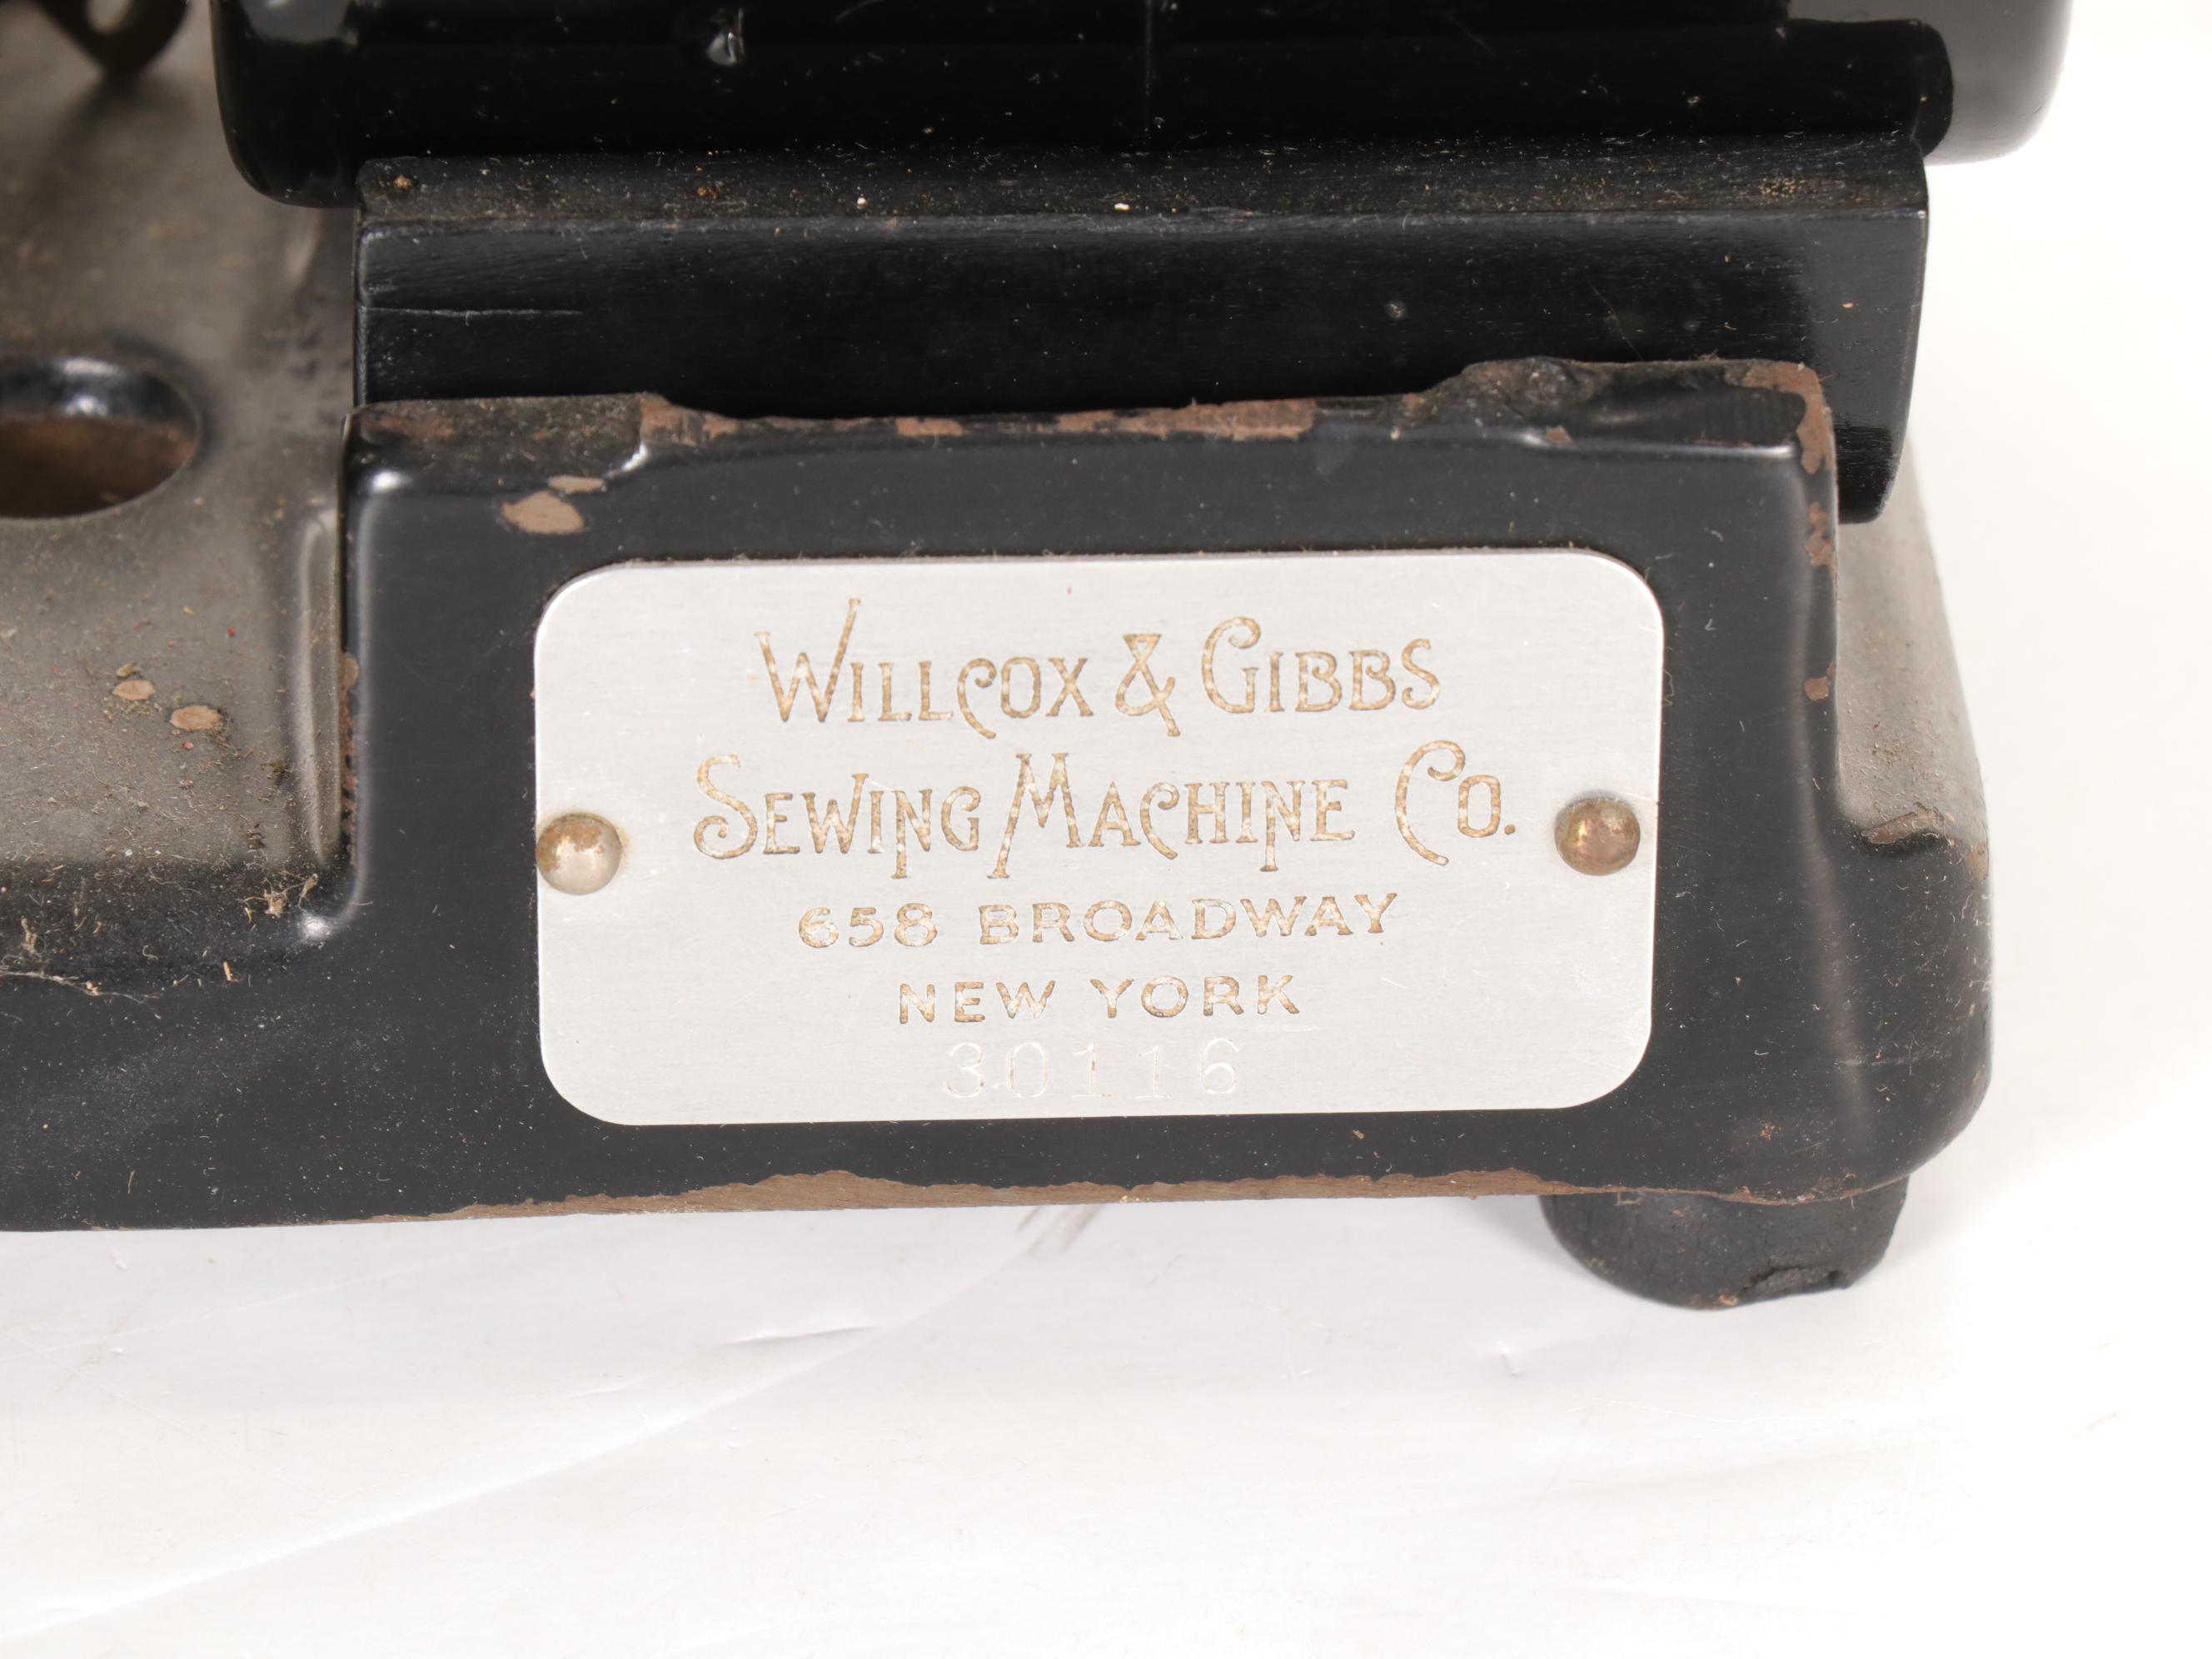 WILLCOX & GIBBS
SEWING MACHINE CO.
658 BROADWAY
NEW YORK
30116